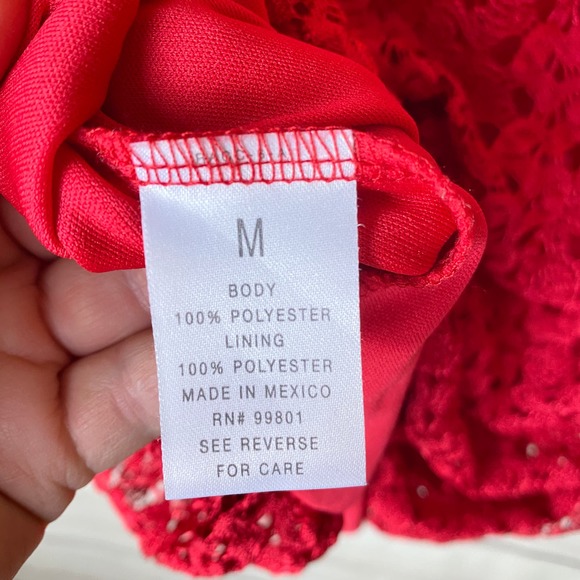 M
BODY
100% POLYESTER
LINING
100% POLYESTER
MADE IN MEXICO
RN# 99801
SEE REVERSE
FOR CARE